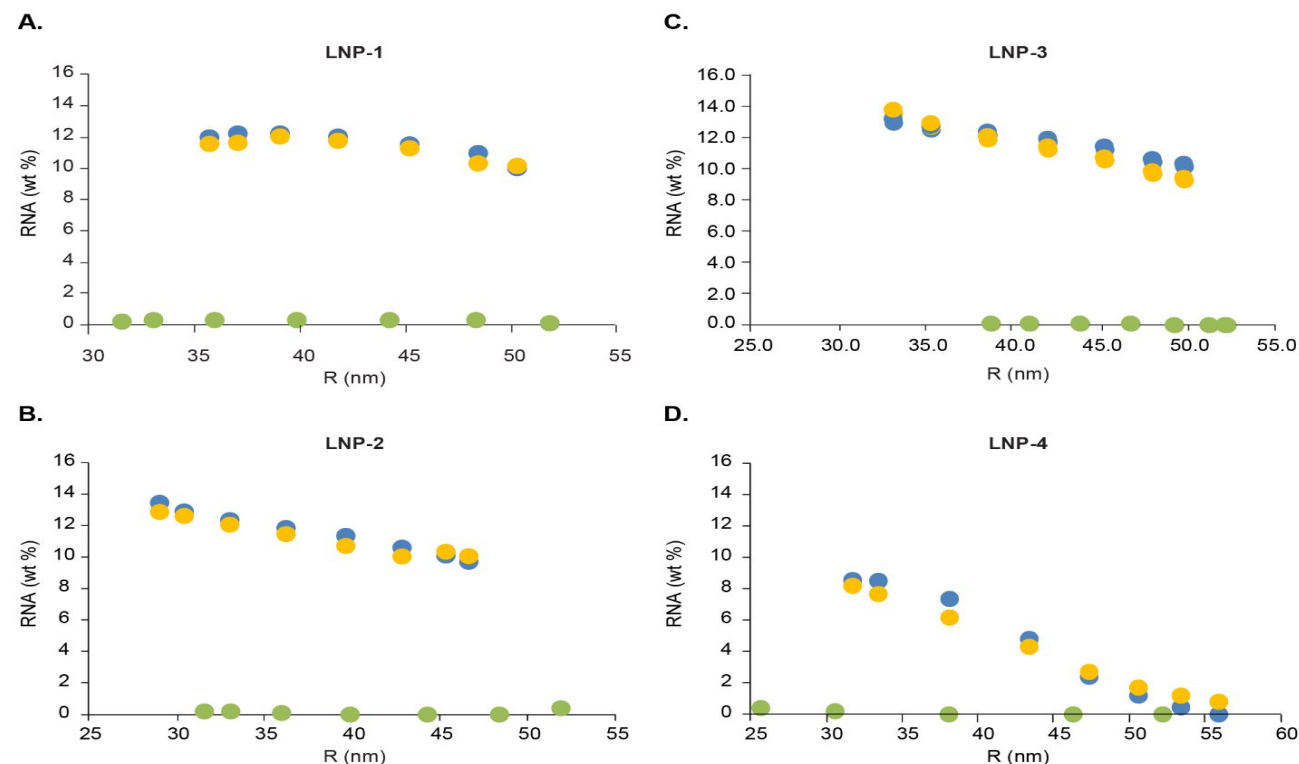 A.
LNP-1
RNA (wt %)
16
14
12
10
8
6
4
2
0
30 35 40 45 50 55
R (nm)
C.
LNP-3
RNA (wt %)
16.0
14.0
12.0
10.0
8.0
6.0
4.0
2.0
0.0
25.0 30.0 35.0 40.0 45.0 50.0 55.0
R (nm)
B.
LNP-2
RNA (wt %)
16
14
12
10
8
6
4
2
0
25 30 35 40 45 50 55
R (nm)
D.
LNP-4
RNA (wt %)
16
14
12
10
8
6
4
2
0
25 30 35 40 45 50 55 60
R (nm)